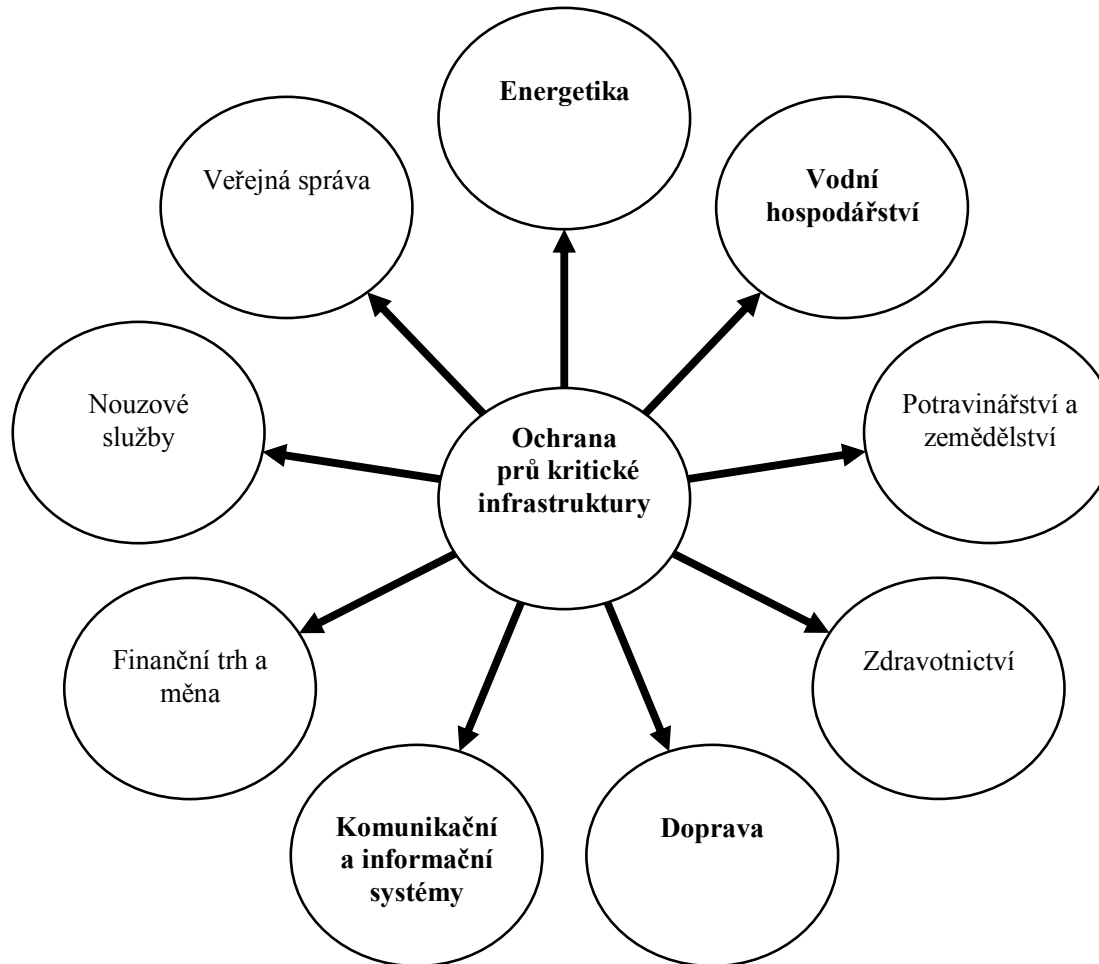 Energetika
Veřejná správa
Vodní
hospodářství
Nouzové
služby
Ochrana
prů kritické
infrastruktury
Potravinářství a
zemědělství
Finanční trh a
měna
Zdravotnictví
Komunikační
a informační
systémy
Doprava